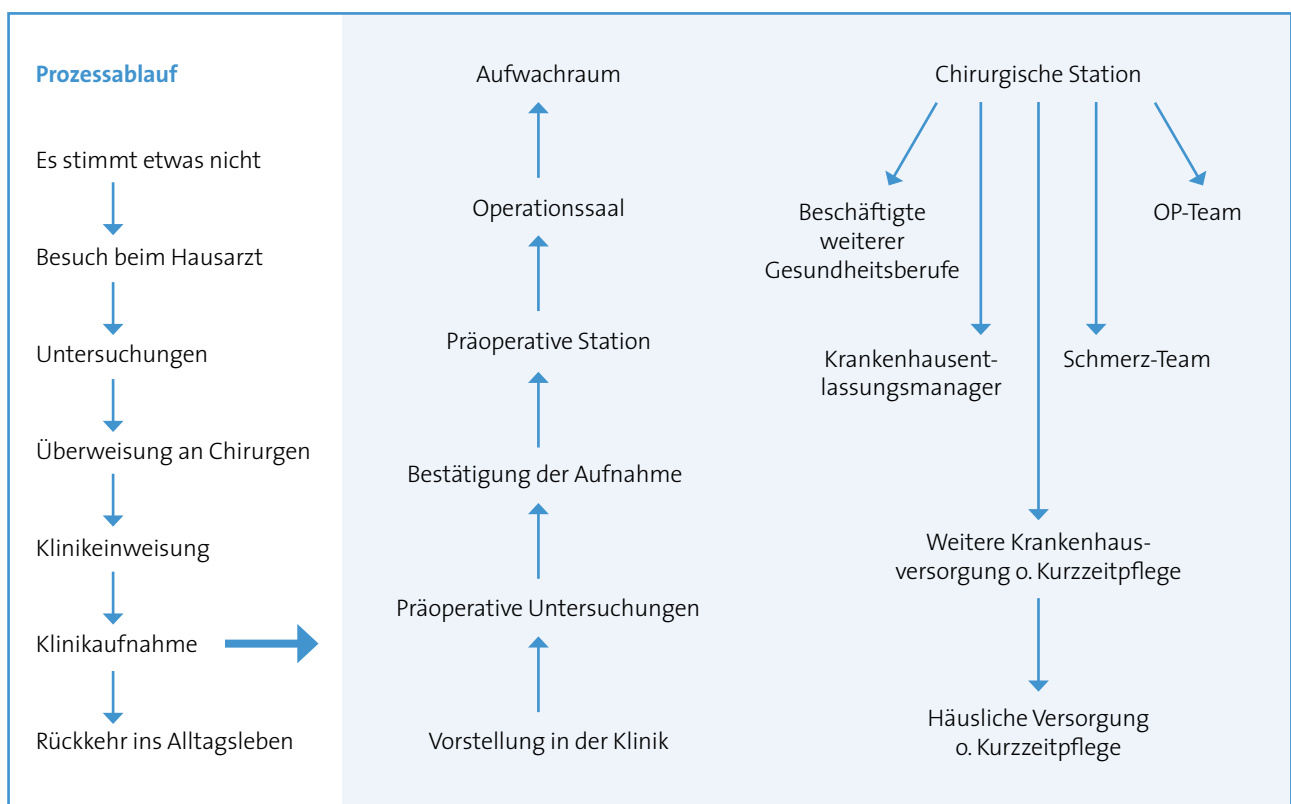 Prozessablauf
Es stimmt etwas nicht
Besuch beim Hausarzt
Untersuchungen
Überweisung an Chirurgen
Klinikeinweisung
Klinikaufnahme
Rückkehr ins Alltagsleben
Aufwachraum
Operationssaal
Präoperative Station
Bestätigung der Aufnahme
Präoperative Untersuchungen
Vorstellung in der Klinik
Chirurgische Station
Beschäftigte
weiterer
Gesundheitsberufe
OP-Team
Krankenhausent-
lassungsmanager
Schmerz-Team
Weitere Krankenhaus-
versorgung o. Kurzzeitpflege
Häusliche Versorgung
o. Kurzzeitpflege